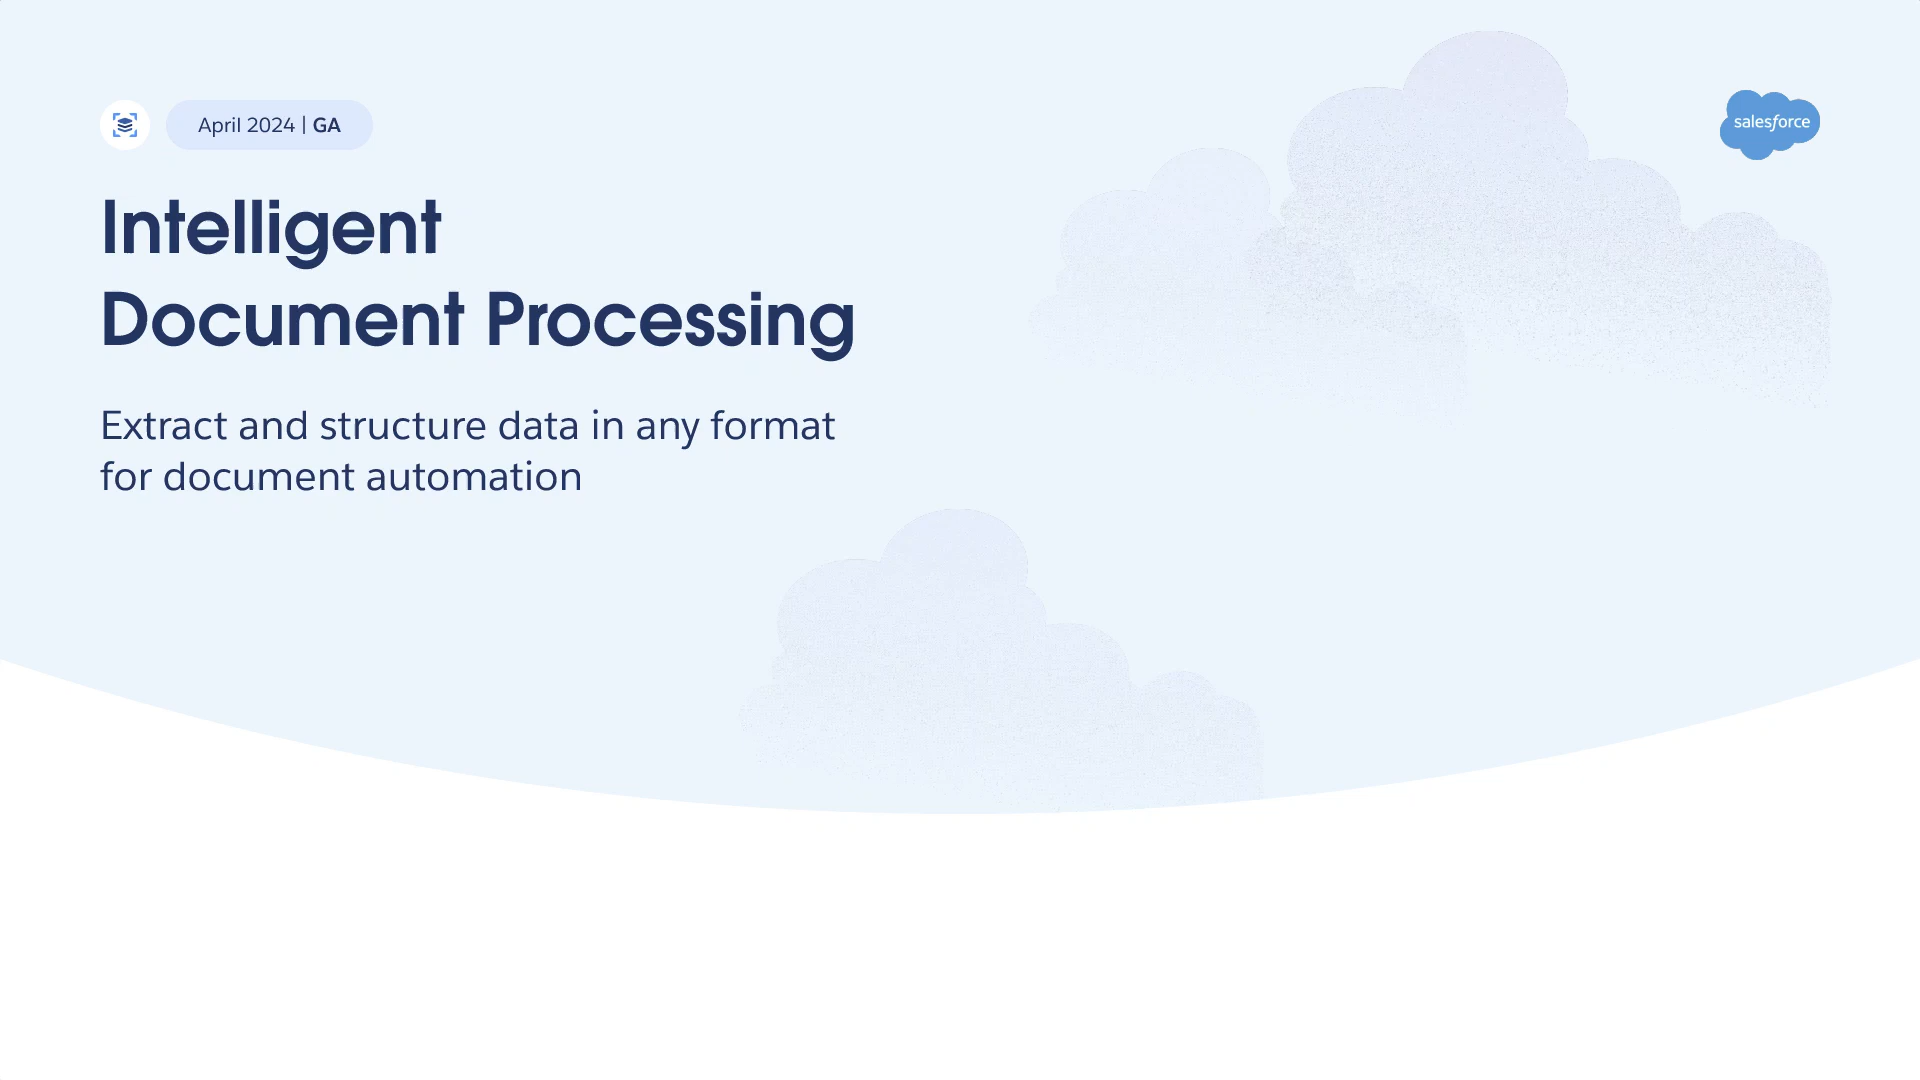 April 2024 | GA
salesforce
Intelligent
Document Processing
Extract and structure data in any format
for document automation